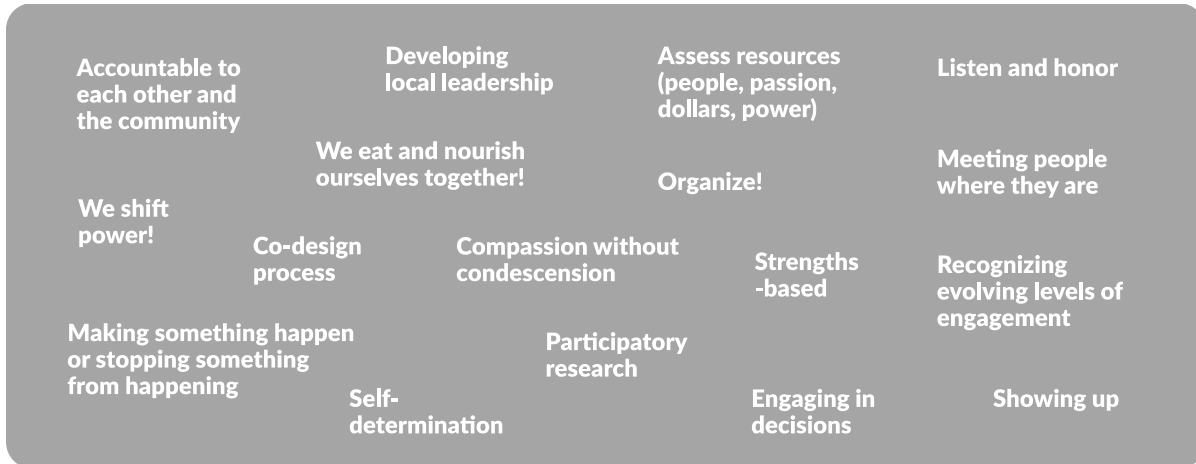 Accountable to
each other and
the community
Developing
local leadership
Assess resources
(people, passion,
dollars, power)
Listen and honor
We eat and nourish
ourselves together!
Organize!
Meeting people
where they are
We shift
power!
Co-design
process
Compassion without
condescension
Strengths
-based
Recognizing
evolving levels of
engagement
Making something happen
or stopping something
from happening
Participatory
research
Self-
determination
Engaging in
decisions
Showing up